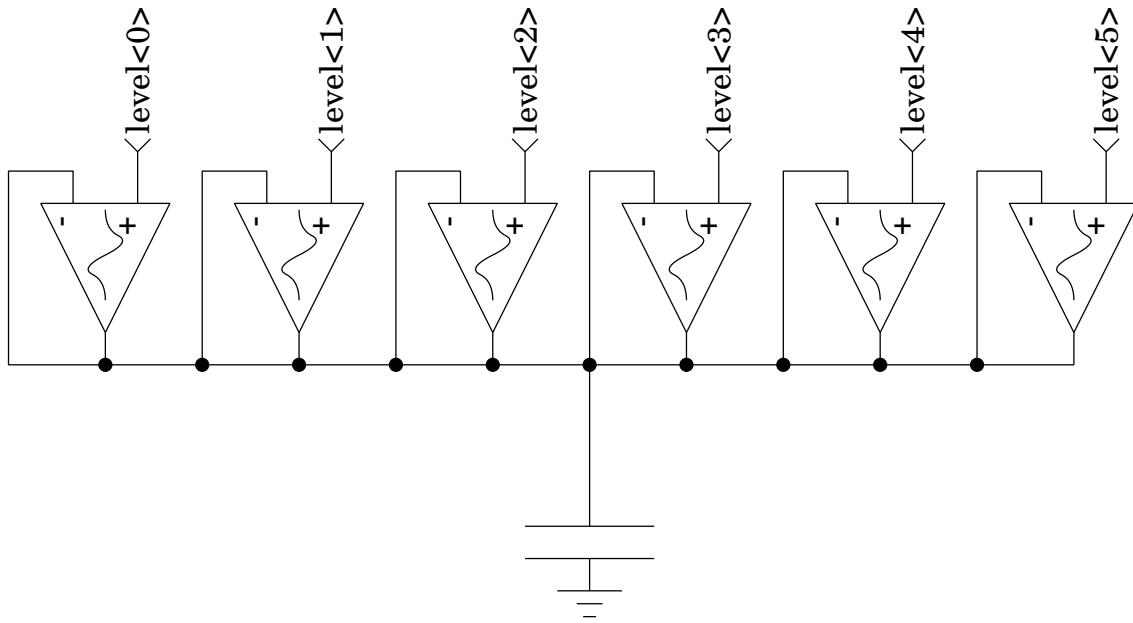 level<0>
level<1>
level<2>
level<3>
level<4>
level<5>
- +
- +
- +
- +
- +
- +